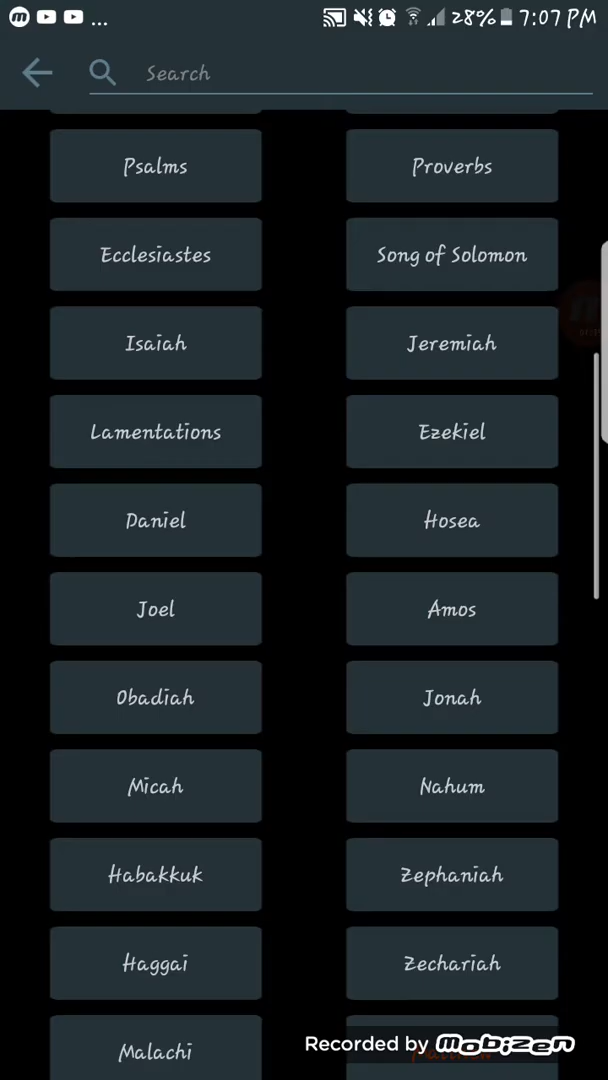 ... 28% 7:07 PM
Search
Psalms Proverbs
Ecclesiastes Song of Solomon
Isaiah Jeremiah
Lamentations Ezekiel
Daniel Hosea
Joel Amos
Obadiah Jonah
Micah Nahum
Habakkuk Zephaniah
Haggai Zechariah
Malachi
Recorded by mobizen